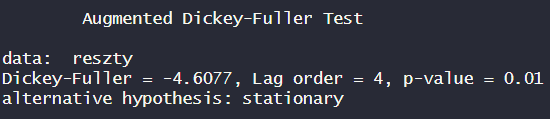 Augmented Dickey-Fuller Test
data:  reszty
Dickey-Fuller = -4.6077, Lag order = 4, p-value = 0.01
alternative hypothesis: stationary